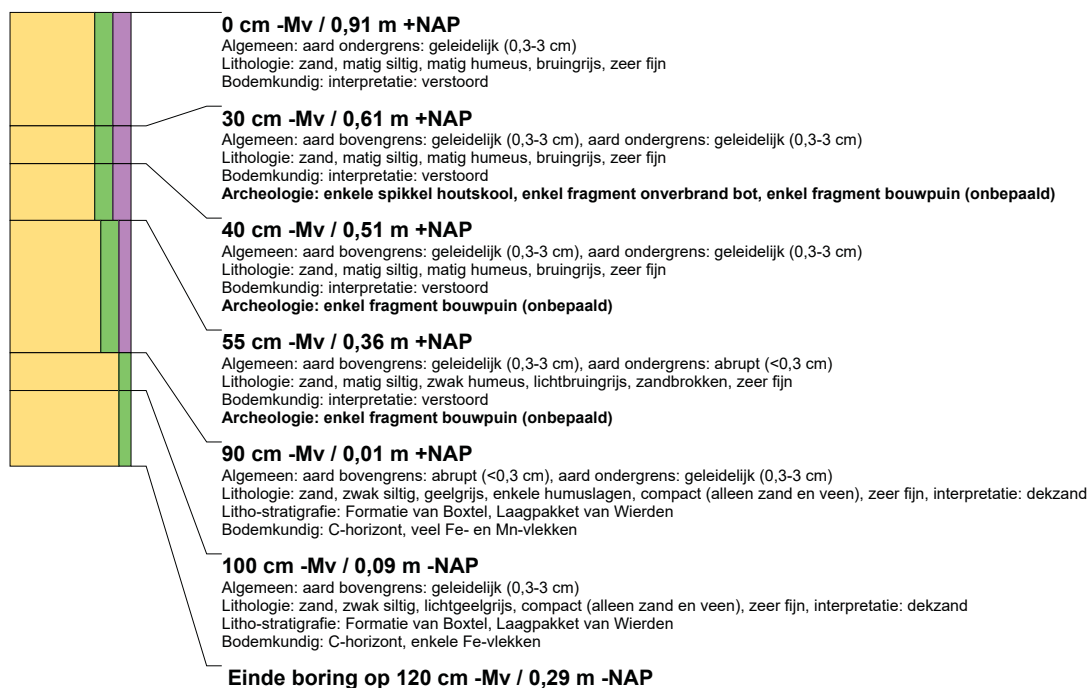 0 cm -Mv / 0,91 m +NAP
Algemeen: aard ondergrens: geleidelijk (0,3-3 cm)
Lithologie: zand, matig siltig, matig humeus, bruingrijs, zeer fijn
Bodemkundig: interpretatie: verstoord
30 cm -Mv / 0,61 m +NAP
Algemeen: aard bovengrens: geleidelijk (0,3-3 cm), aard ondergrens: geleidelijk (0,3-3 cm)
Lithologie: zand, matig siltig, matig humeus, bruingrijs, zeer fijn
Bodemkundig: interpretatie: verstoord
Archeologie: enkele spikkel houtskool, enkel fragment onverbrand bot, enkel fragment bouwpuin (onbepaald)
40 cm -Mv / 0,51 m +NAP
Algemeen: aard bovengrens: geleidelijk (0,3-3 cm), aard ondergrens: geleidelijk (0,3-3 cm)
Lithologie: zand, matig siltig, matig humeus, bruingrijs, zeer fijn
Bodemkundig: interpretatie: verstoord
Archeologie: enkel fragment bouwpuin (onbepaald)
55 cm -Mv / 0,36 m +NAP
Algemeen: aard bovengrens: geleidelijk (0,3-3 cm), aard ondergrens: abrupt (<0,3 cm)
Lithologie: zand, matig siltig, zwak humeus, lichtbruingrijs, zandbrokken, zeer fijn
Bodemkundig: interpretatie: verstoord
Archeologie: enkel fragment bouwpuin (onbepaald)
90 cm -Mv / 0,01 m +NAP
Algemeen: aard bovengrens: abrupt (<0,3 cm), aard ondergrens: geleidelijk (0,3-3 cm)
Lithologie: zand, zwak siltig, geelgrijs, enkele humuslagen, compact (alleen zand en veen), zeer fijn, interpretatie: dekzand
Litho-stratigrafie: Formatie van Boxtel, Laagpakket van Wierden
Bodemkundig: C-horizont, veel Fe- en Mn-vlekken
100 cm -Mv / 0,09 m -NAP
Algemeen: aard bovengrens: geleidelijk (0,3-3 cm)
Lithologie: zand, zwak siltig, lichtgeelgrijs, compact (alleen zand en veen), zeer fijn, interpretatie: dekzand
Litho-stratigrafie: Formatie van Boxtel, Laagpakket van Wierden
Bodemkundig: C-horizont, enkele Fe-vlekken
Einde boring op 120 cm -Mv / 0,29 m -NAP